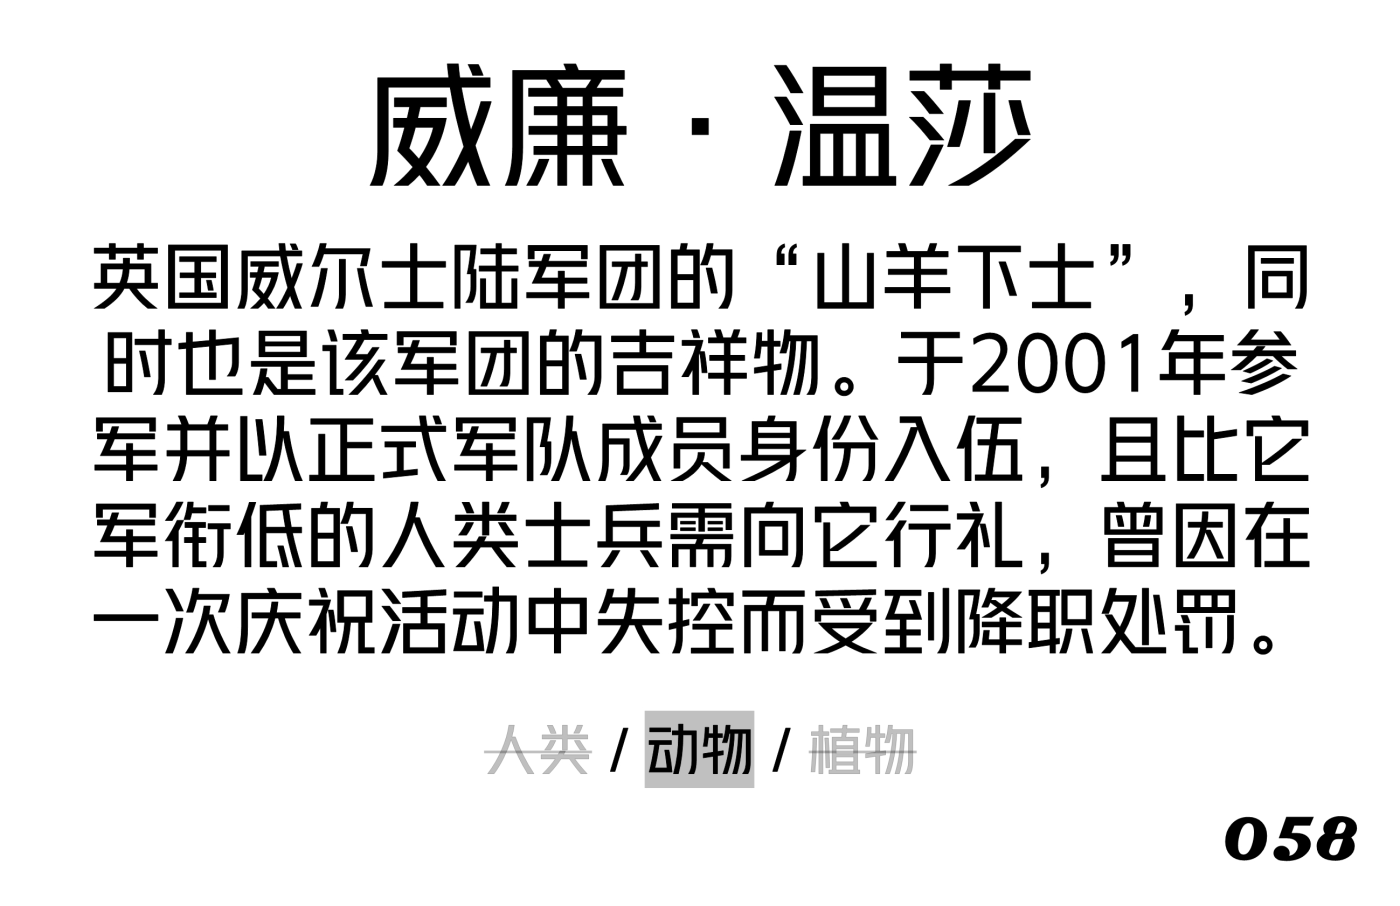 威廉·温莎
英国威尔士陆军团的“山羊下士”，同
时也是该军团的吉祥物。于2001年参
军并以正式军队成员身份入伍，且比它
军衔低的人类士兵需向它行礼，曾因在
一次庆祝活动中失控而受到降职处罚。
人类 / 动物 / 植物
058